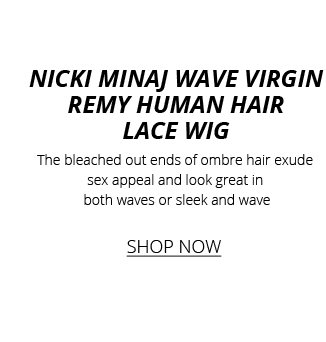 NICKI MINAJ WAVE VIRGIN
REMY HUMAN HAIR
LACE WIG
The bleached out ends of ombre hair exude
sex appeal and look great in
both waves or sleek and wave
SHOP NOW